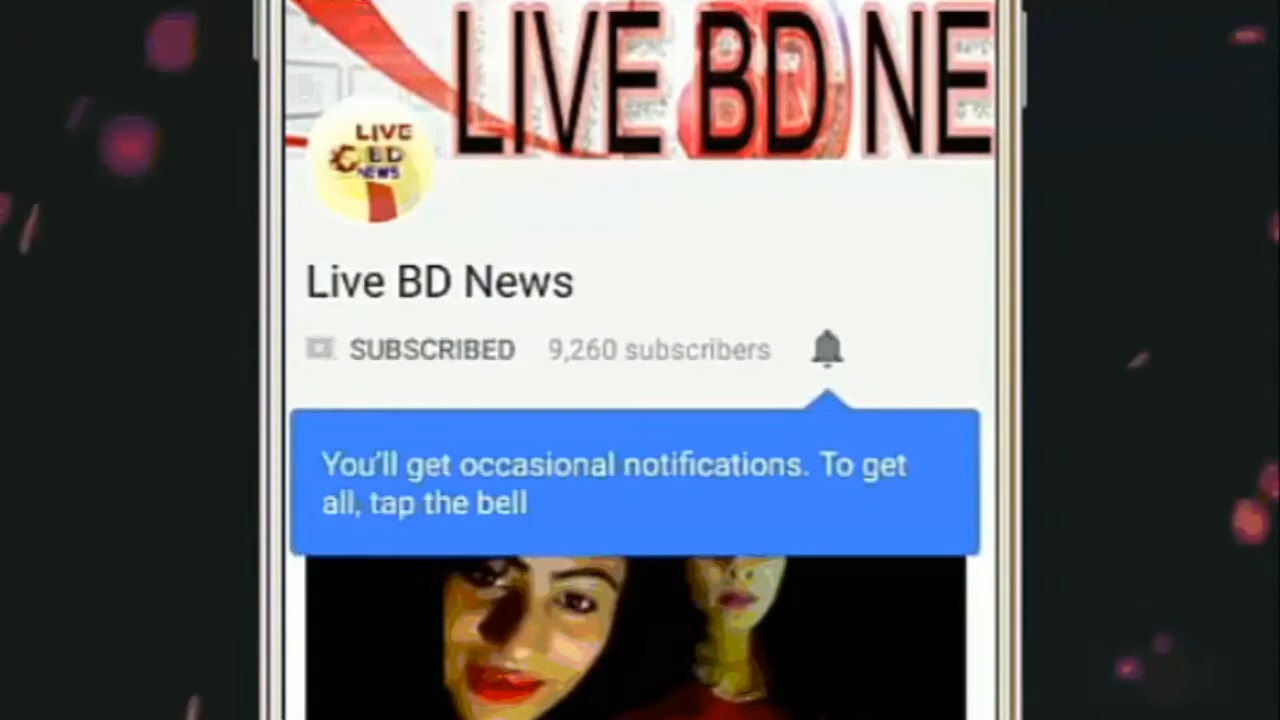 LIVE BD NE
LIVE
BD
NEWS
Live BD News
SUBSCRIBED 9,260 subscribers
You'll get occasional notifications. To get
all, tap the bell